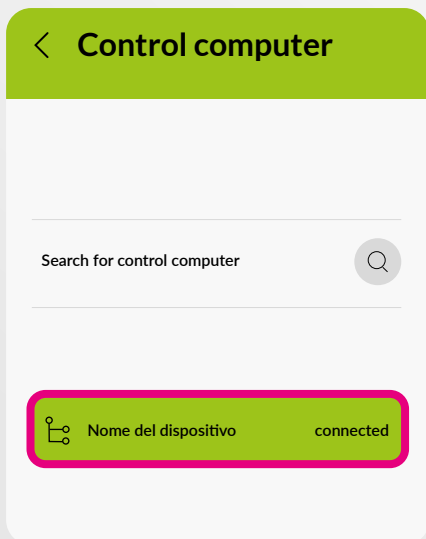 Control computer
Search for control computer
Nome del dispositivo connected